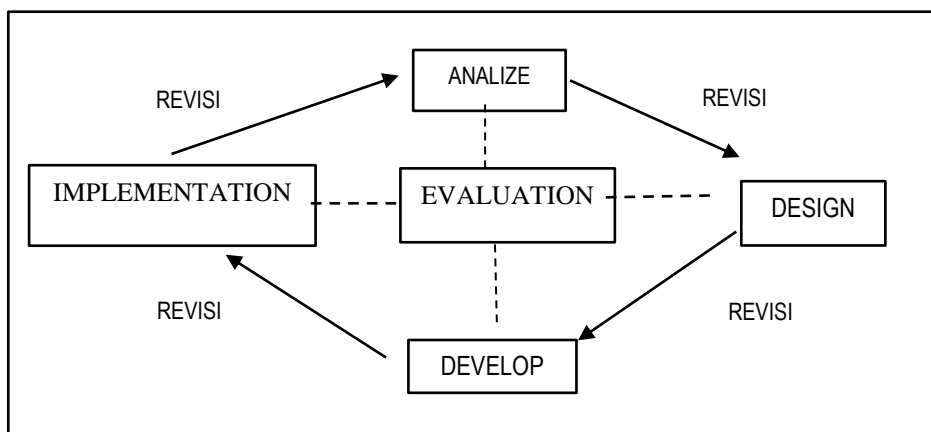 ANALIZE
REVISI
REVISI
IMPLEMENTATION
EVALUATION
DESIGN
REVISI
REVISI
DEVELOP